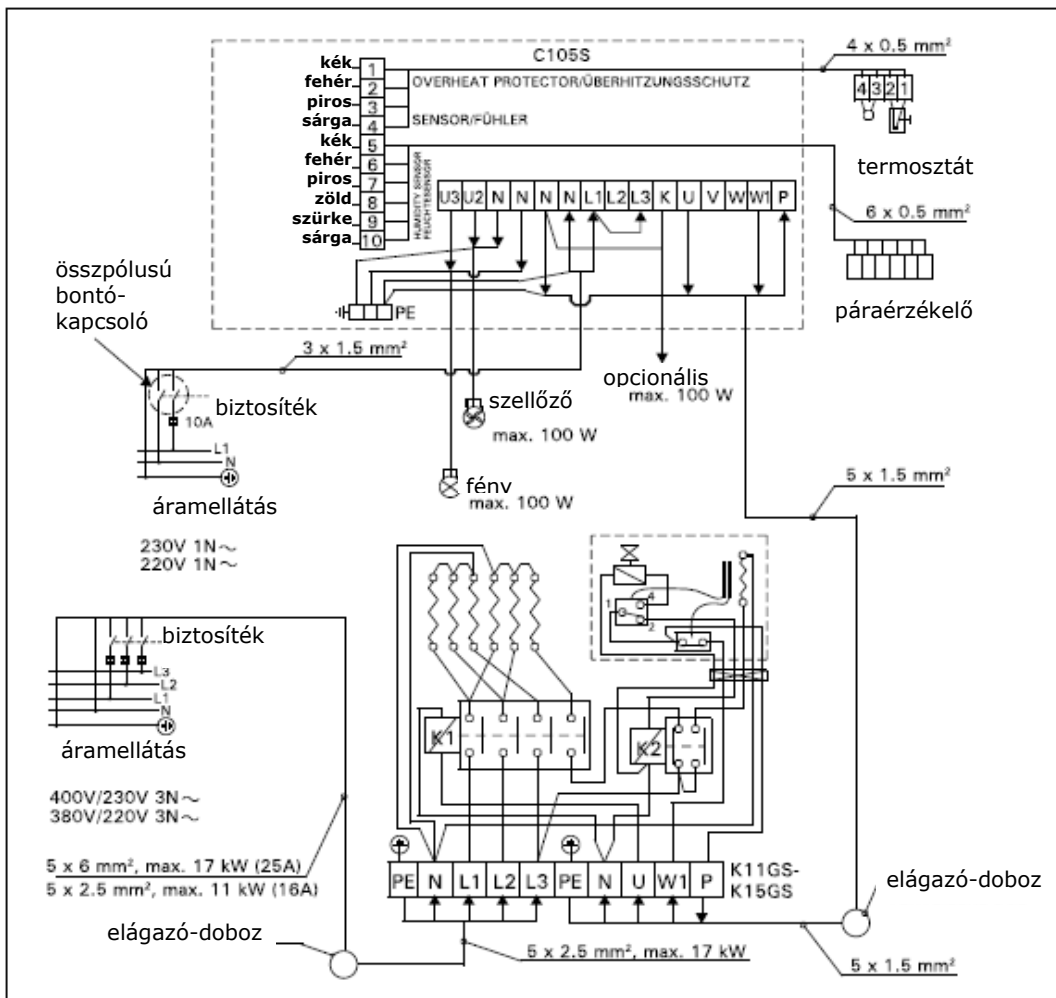 C105S
kék 1
fehér 2
piros 3
sárga 4
kék 5
fehér 6
piros 7
zöld 8
szürke 9
sárga 10
OVERHEAT PROTECTOR/ÜBERHITZUNGSSCHUTZ
SENSOR/FÜHLER
HUMIDITY SENSOR
FEUCHTESENSOR
4 x 0.5 mm²
4 3 2 1
termosztát
U3 U2 N N N N L1 L2 L3 K U V W W1 P
6 x 0.5 mm²
páraérzékelő
PE
összpólusú
bontó-
kapcsoló
3 x 1.5 mm²
biztosíték
10A
L1
N
áramellátás
230V 1N~
220V 1N~
szellőző
max. 100 W
opcionális
max. 100 W
fény
max. 100 W
5 x 1.5 mm²
biztosíték
L3
L2
L1
N
áramellátás
400V/230V 3N~
380V/220V 3N~
5 x 6 mm², max. 17 kW (25A)
5 x 2.5 mm², max. 11 kW (16A)
1
4
2
K1
K2
PE N L1 L2 L3 PE N U W1 P
K11GS-
K15GS
elágazó-doboz
elágazó-doboz
5 x 2.5 mm², max. 17 kW
5 x 1.5 mm²